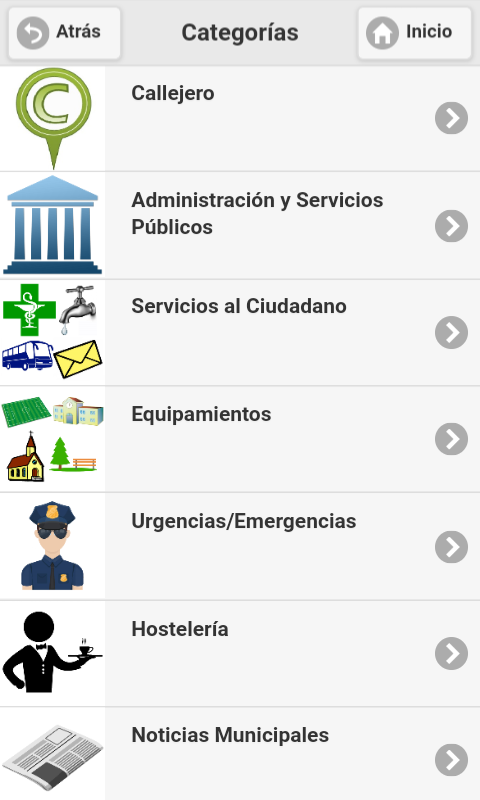 Atrás
Categorías
Inicio
C
Callejero
Administración y Servicios
Públicos
Servicios al Ciudadano
Equipamientos
Urgencias/Emergencias
Hostelería
Noticias Municipales